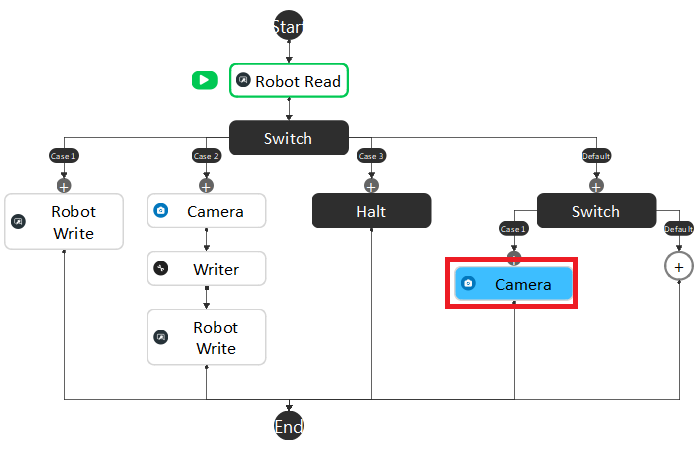 Start
Robot Read
Switch
Case 1
Case 2
Case 3
Default
Robot
Write
Camera
Halt
Switch
Case 1
Default
Writer
Camera
Robot
Write
End